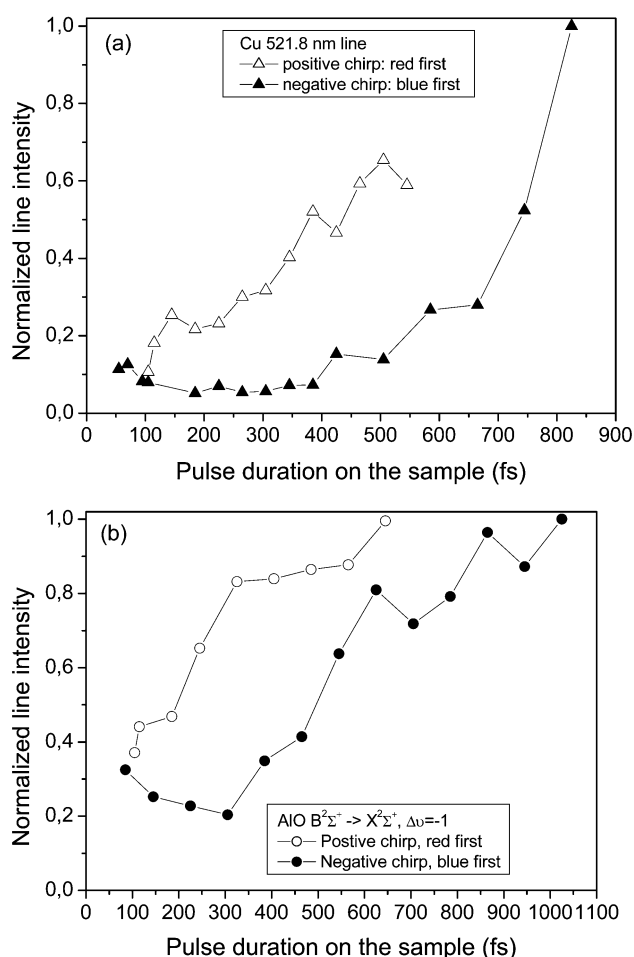 (a)
Cu 521.8 nm line
positive chirp: red first
negative chirp: blue first
Normalized line intensity
1,0
0,8
0,6
0,4
0,2
0,0
0 100 200 300 400 500 600 700 800 900
Pulse duration on the sample (fs)
(b)
Normalized line intensity
1,0
0,8
0,6
0,4
0,2
0,0
AlO B²Σ⁺ -> X²Σ⁺, Δυ=-1
Postive chirp, red first
Negative chirp, blue first
0 100 200 300 400 500 600 700 800 900 1000 1100
Pulse duration on the sample (fs)